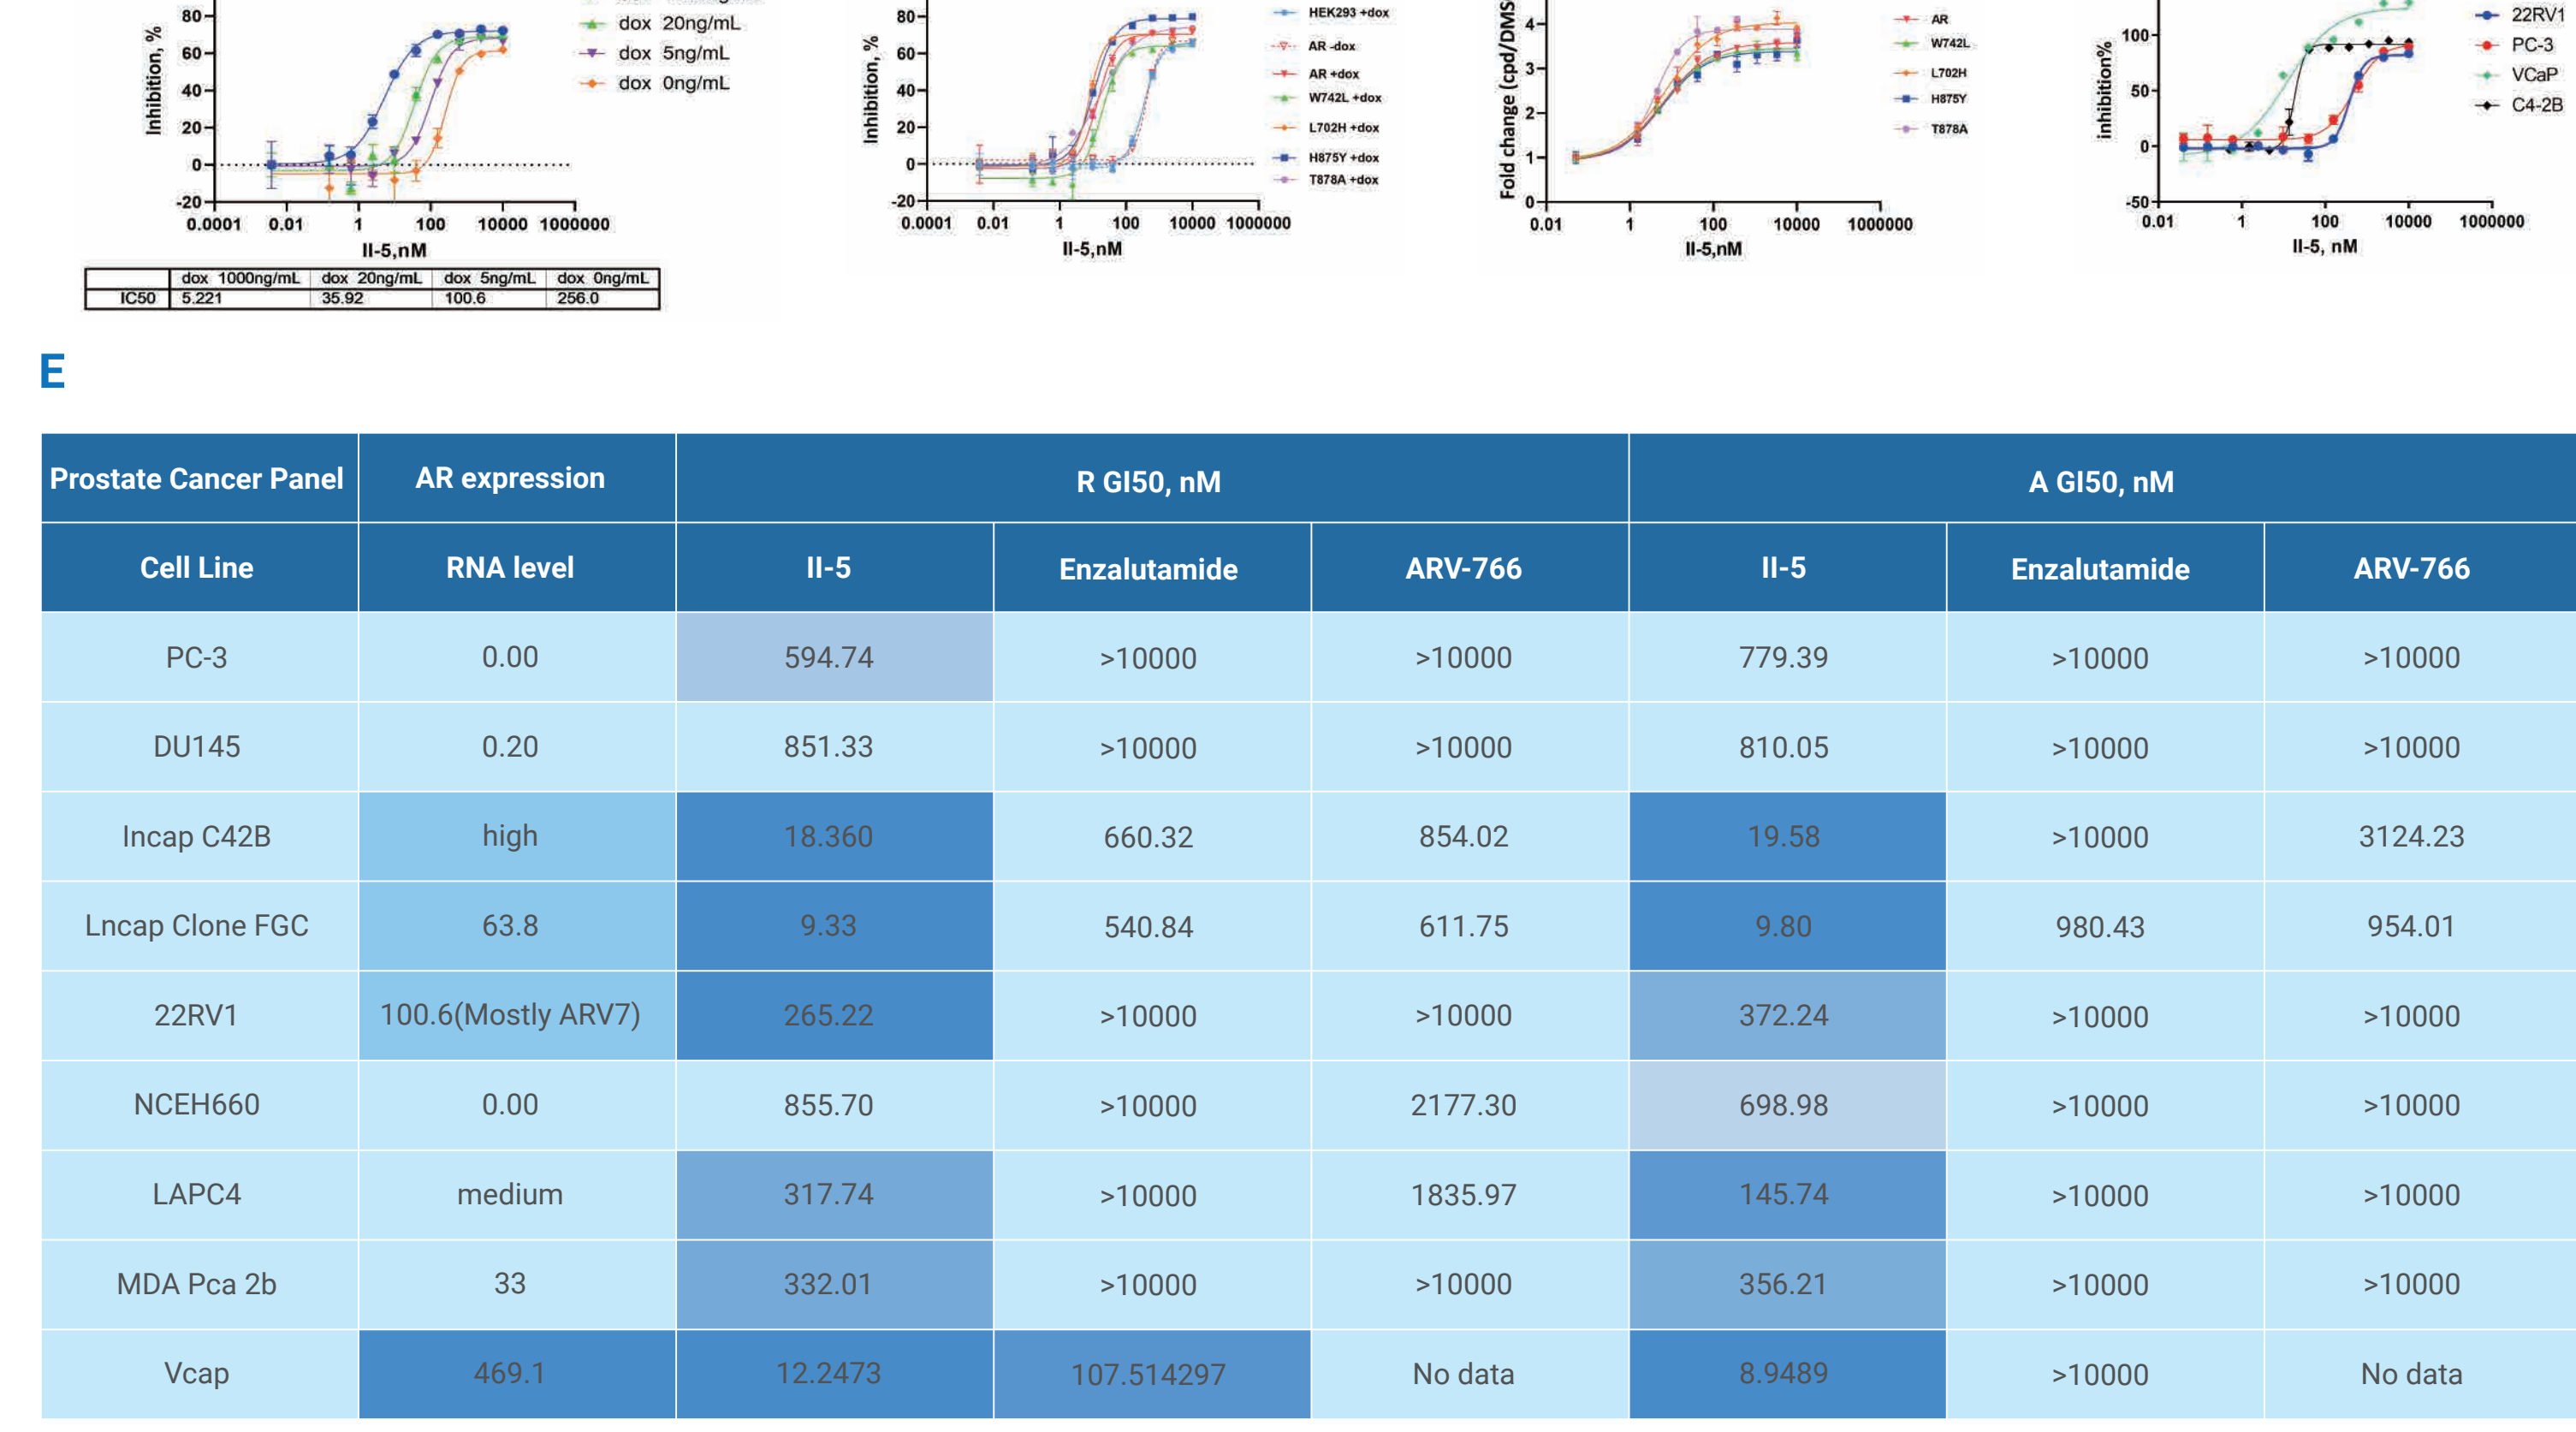 80
60
40
20
0
-20
Inhibition, %
0.0001 0.01 1 100 10000 1000000
II-5,nM
dox 20ng/mL
dox 5ng/mL
dox 0ng/mL
dox 1000ng/mL dox 20ng/mL dox 5ng/mL dox 0ng/mL
IC50 5.221 35.92 100.6 256.0
80
60
40
20
0
-20
Inhibition, %
0.0001 0.01 1 100 10000 1000000
II-5,nM
HEK293 +dox
AR -dox
AR +dox
W742L +dox
L702H +dox
H875Y +dox
T878A +dox
4
3
2
1
0
Fold change (cpd/DMSO
0.01 1 100 10000 1000000
II-5,nM
AR
W742L
L702H
H875Y
T878A
100
50
0
-50
inhibition%
0.01 1 100 10000 1000000
II-5, nM
22RV1
PC-3
VCaP
C4-2B
E
Prostate Cancer Panel AR expression R GI50, nM A GI50, nM
Cell Line RNA level II-5 Enzalutamide ARV-766 II-5 Enzalutamide ARV-766
PC-3 0.00 594.74 >10000 >10000 779.39 >10000 >10000
DU145 0.20 851.33 >10000 >10000 810.05 >10000 >10000
Incap C42B high 18.360 660.32 854.02 19.58 >10000 3124.23
Lncap Clone FGC 63.8 9.33 540.84 611.75 9.80 980.43 954.01
22RV1 100.6(Mostly ARV7) 265.22 >10000 >10000 372.24 >10000 >10000
NCEH660 0.00 855.70 >10000 2177.30 698.98 >10000 >10000
LAPC4 medium 317.74 >10000 1835.97 145.74 >10000 >10000
MDA Pca 2b 33 332.01 >10000 >10000 356.21 >10000 >10000
Vcap 469.1 12.2473 107.514297 No data 8.9489 >10000 No data